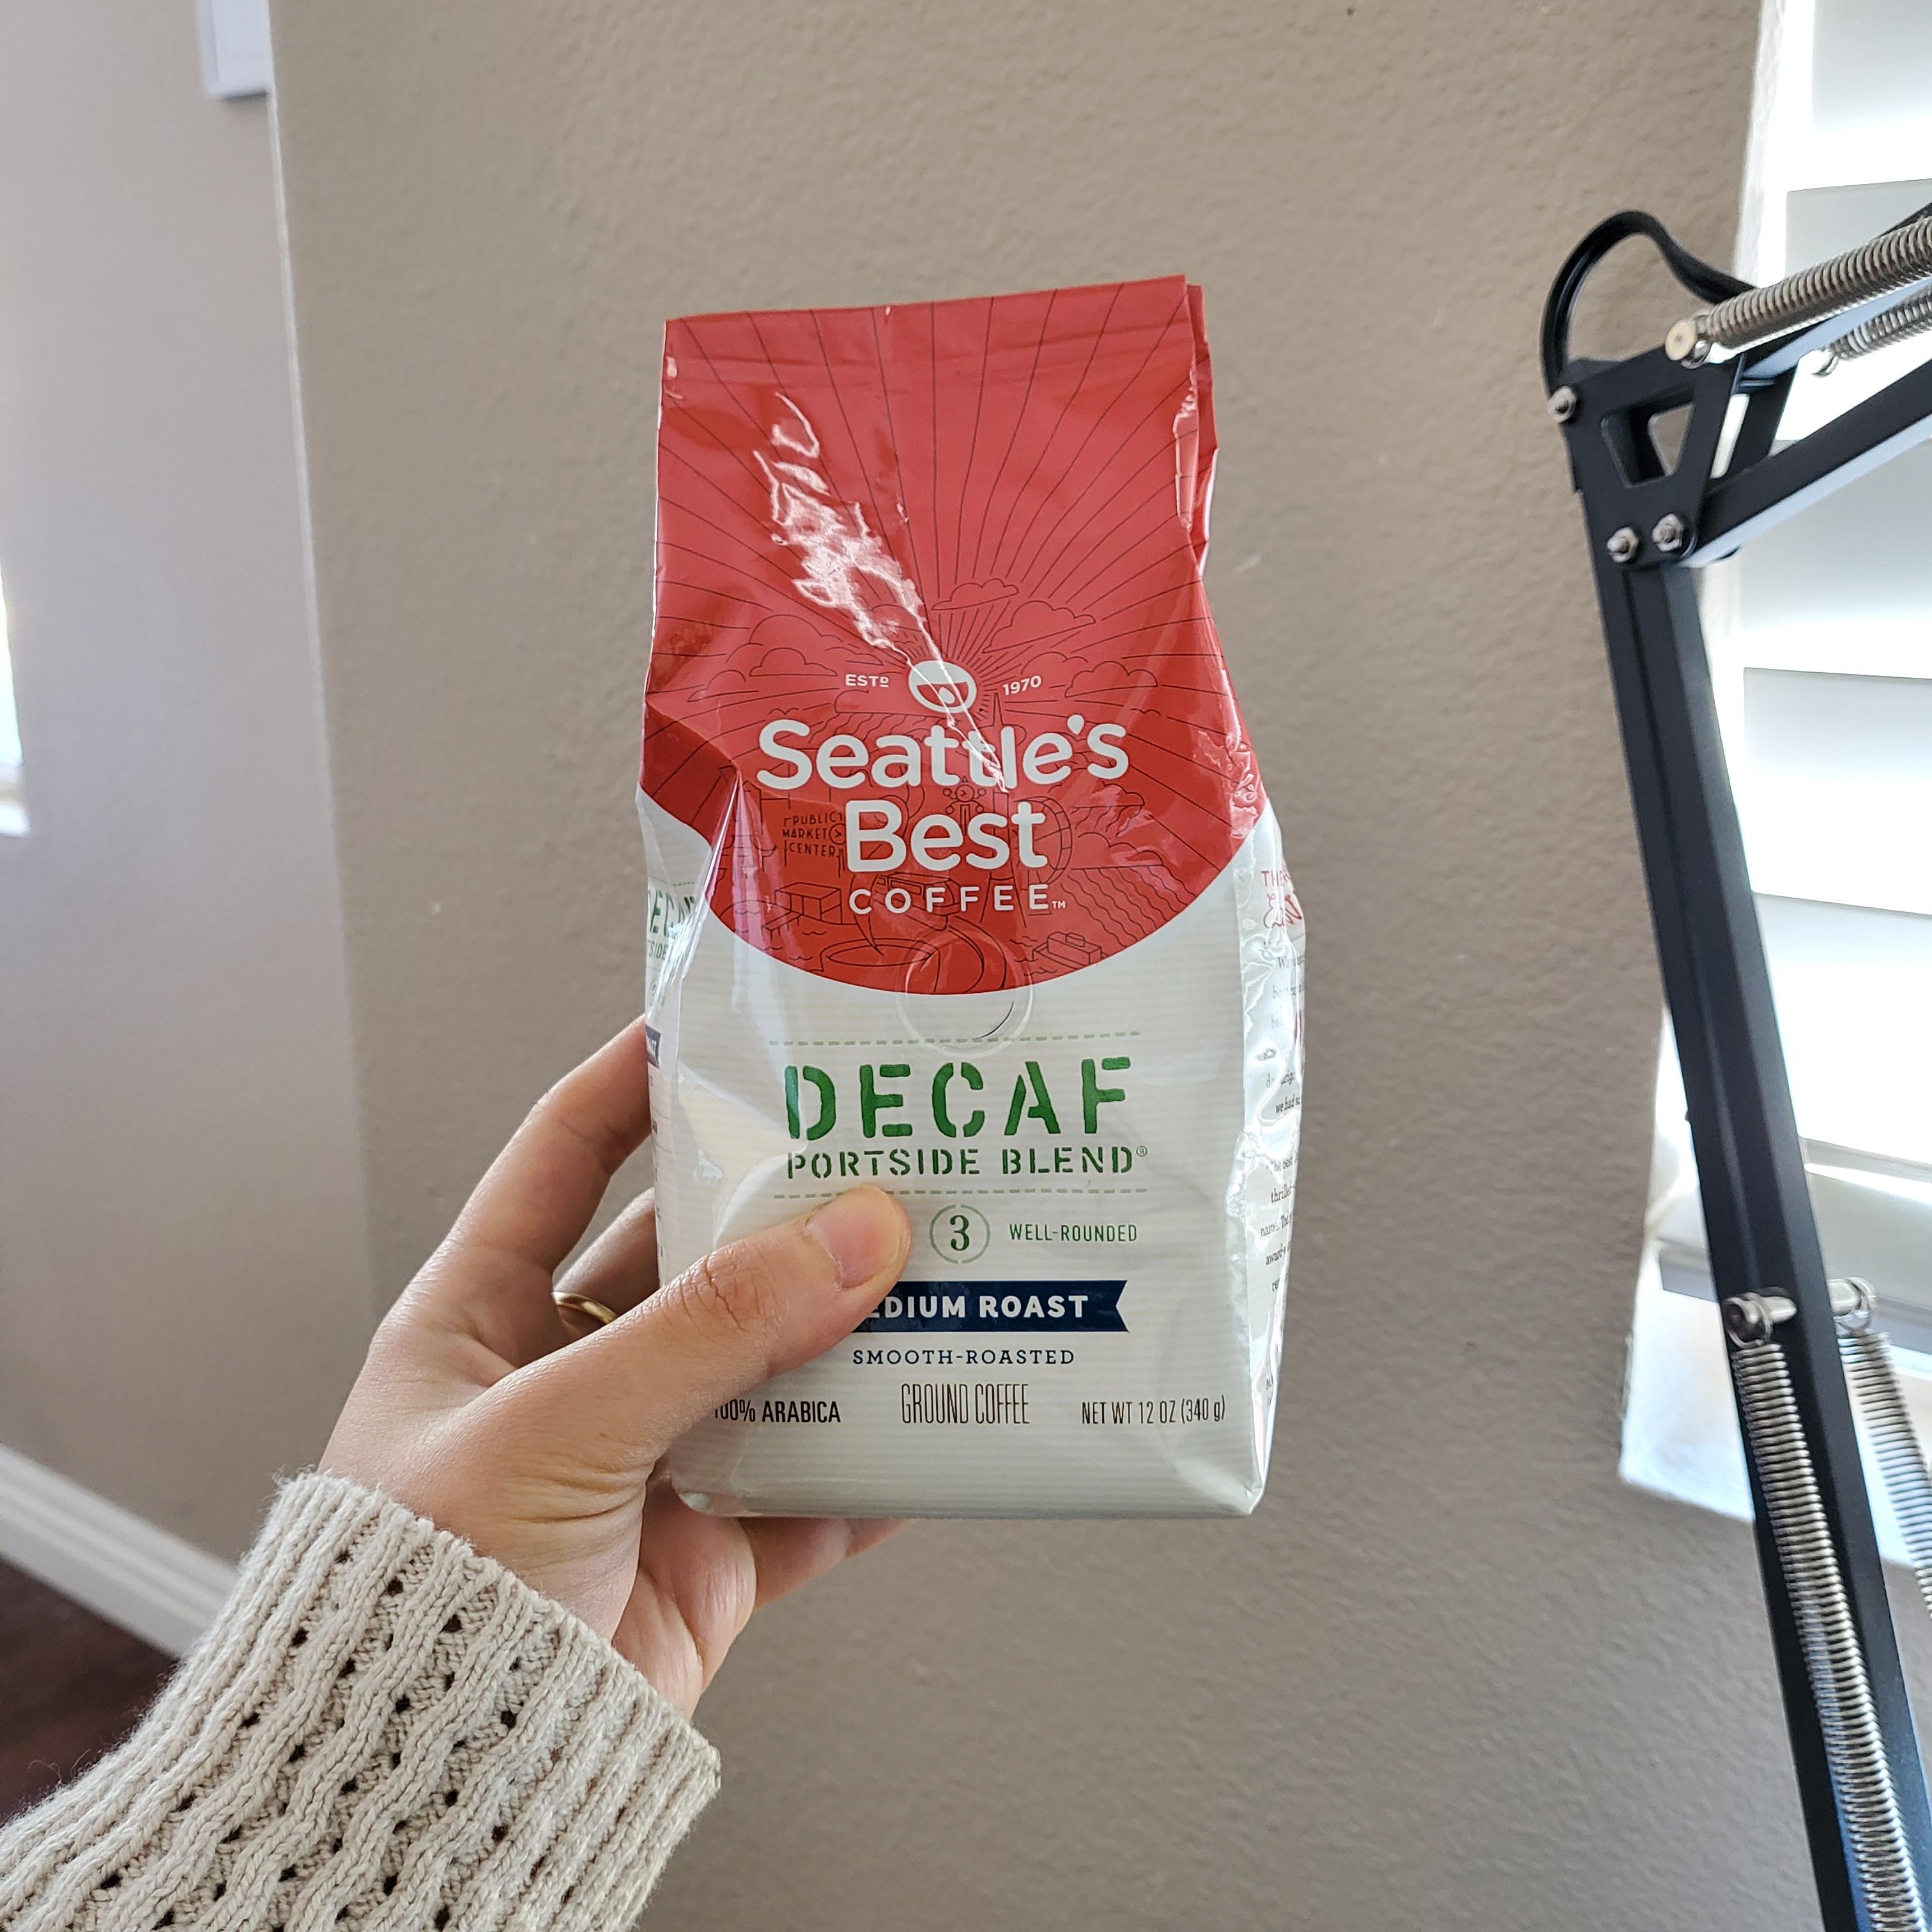 ESTD 1970
Seattle's
Best
COFFEE™
PUBLIC
MARKET
CENTER
DECAF
PORTSIDE BLEND®
3 WELL-ROUNDED
EDIUM ROAST
SMOOTH-ROASTED
100% ARABICA GROUND COFFEE NET WT 12 OZ (340 g)